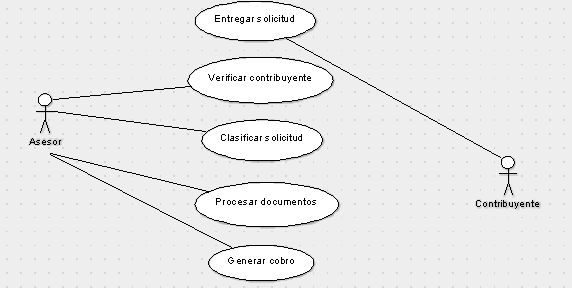 Entregar solicitud
Verificar contribuyente
Clasificar solicitud
Asesor
Procesar documentos
Contribuyente
Generar cobro